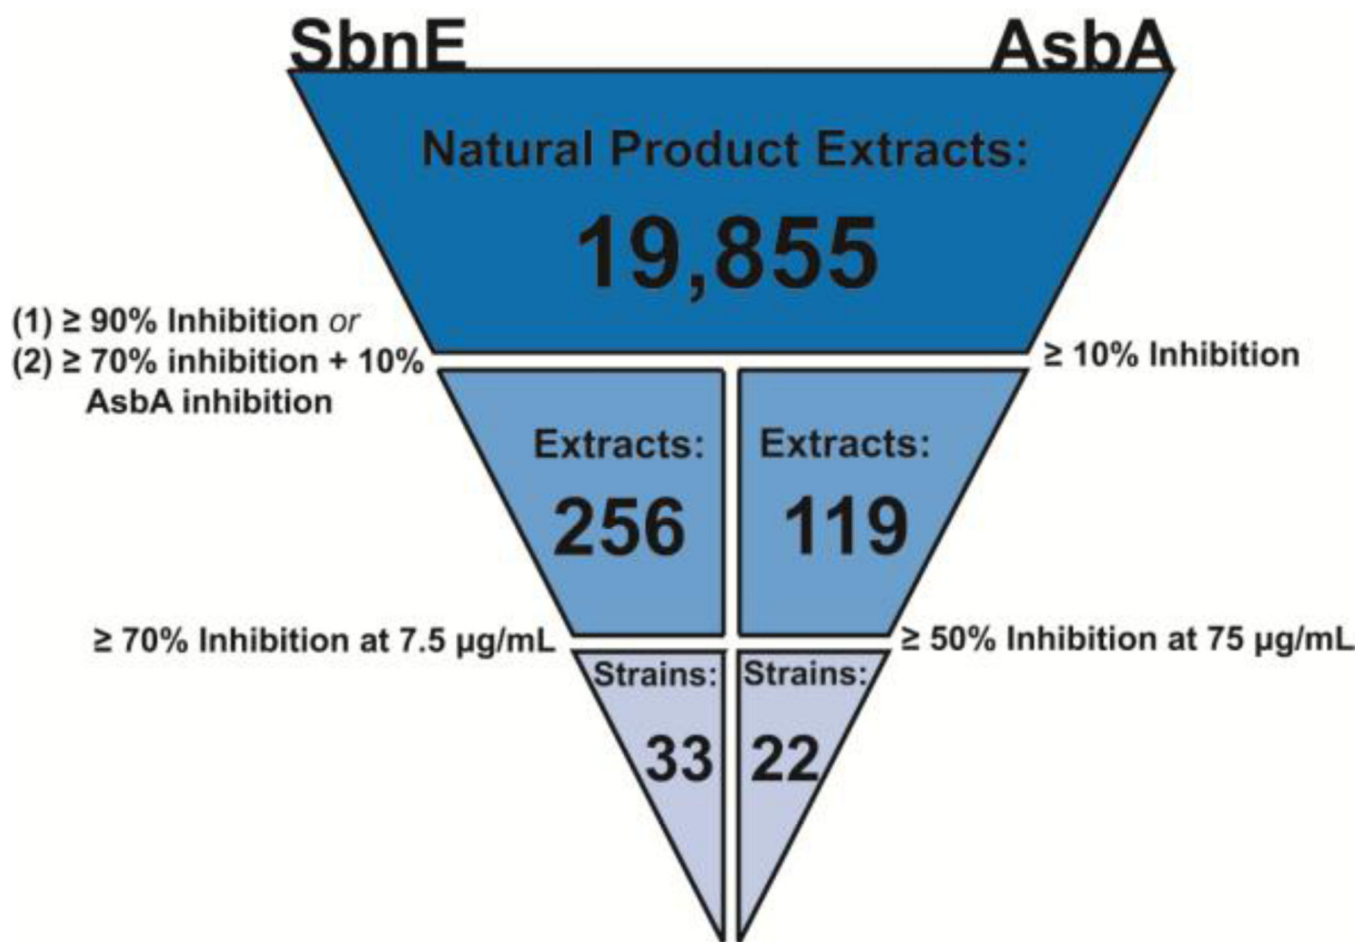 SbnE AsbA
Natural Product Extracts:
19,855
(1) ≥ 90% Inhibition or
(2) ≥ 70% inhibition + 10%
AsbA inhibition
≥ 10% Inhibition
Extracts:
256
Extracts:
119
≥ 70% Inhibition at 7.5 µg/mL
≥ 50% Inhibition at 75 µg/mL
Strains:
33
Strains:
22